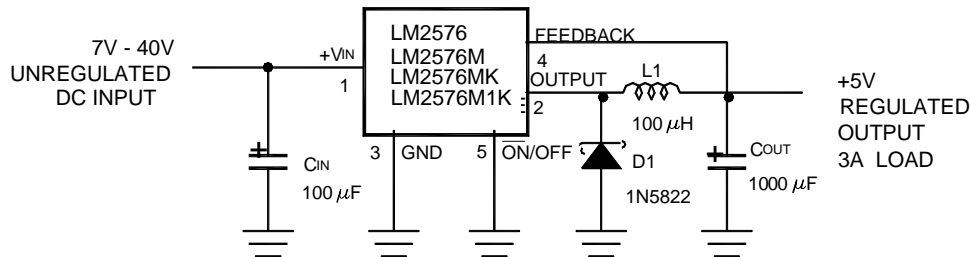 7V - 40V
UNREGULATED
DC INPUT
+VIN
1
LM2576
LM2576M
LM2576MK
LM2576M1K
FEEDBACK
4
OUTPUT
2
L1
100 μH
+5V
REGULATED
OUTPUT
3A LOAD
+
CIN
100 μF
3
GND
5
ON/OFF
D1
1N5822
+
COUT
1000 μF